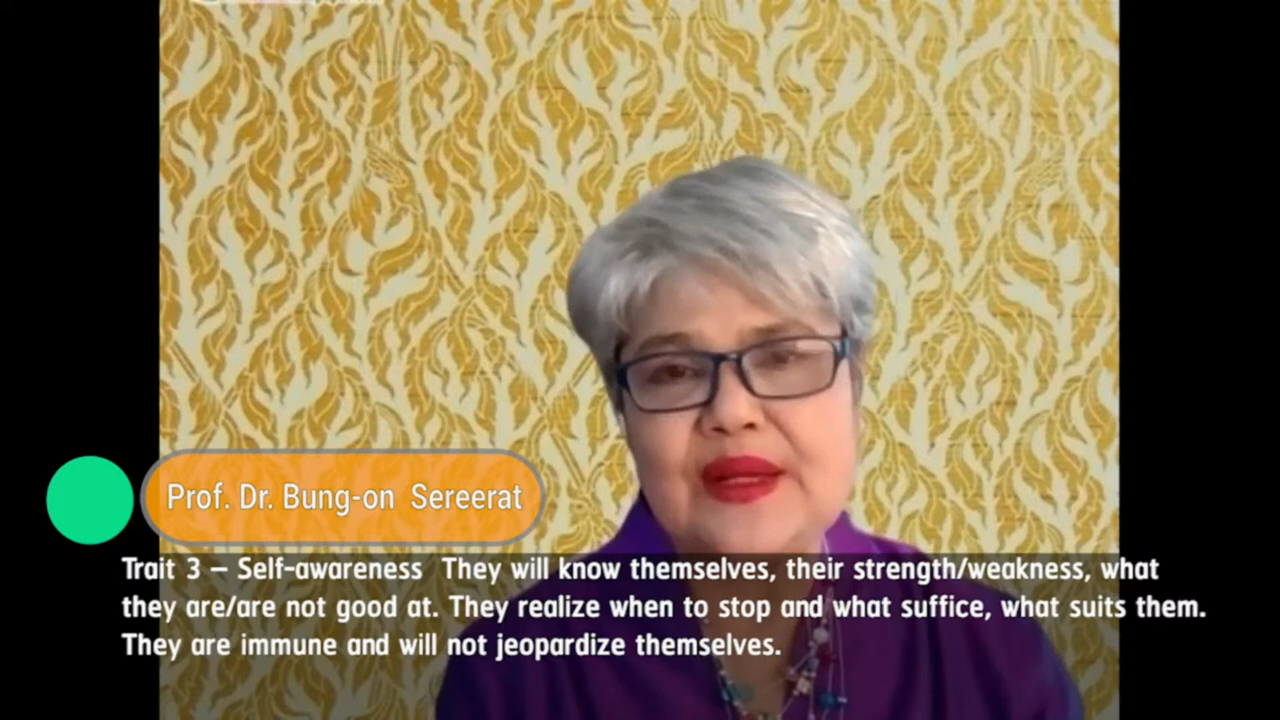 Prof. Dr. Bung-on Sereerat
Trait 3 – Self-awareness They will know themselves, their strength/weakness, what
they are/are not good at. They realize when to stop and what suffice, what suits them.
They are immune and will not jeopardize themselves.